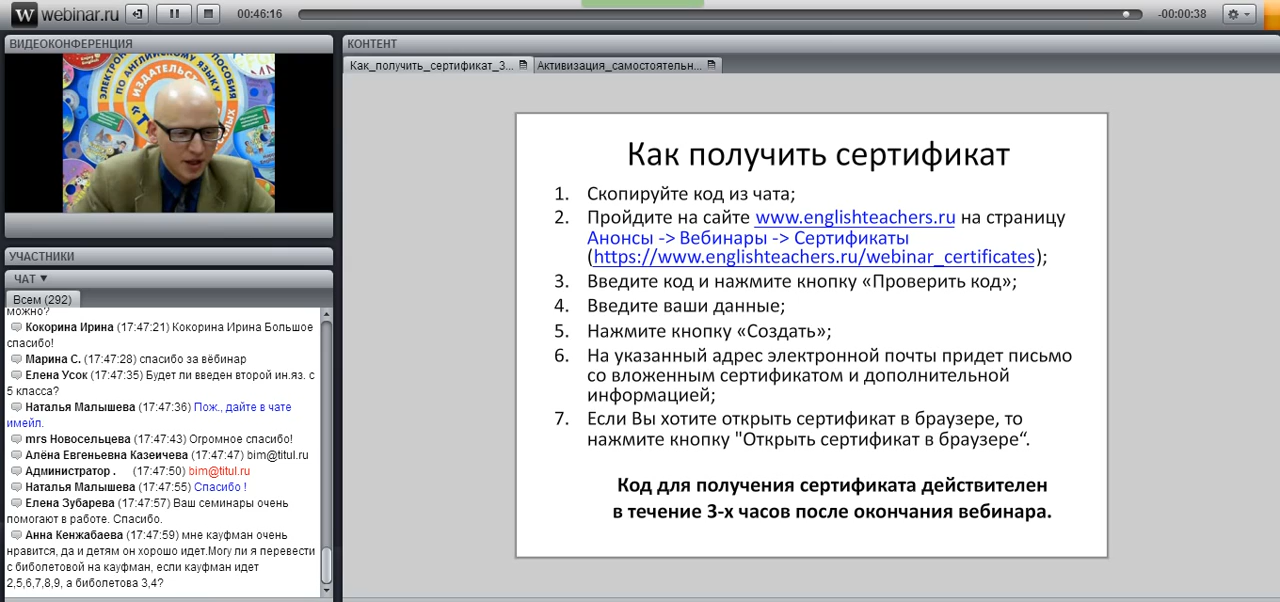 W webinar.ru 00:46:16 -00:00:38
ВИДЕОКОНФЕРЕНЦИЯ
ЭЛЕКТРОН ПОСОБИЯ
ПО АНГЛИЙСКОМУ ЯЗЫКУ
ИЗДАТЕЛЬС
УЧАСТНИКИ
ЧАТ ▼
Всем (292)
можно?
Кокорина Ирина (17:47:21) Кокорина Ирина Большое
спасибо!
Марина С. (17:47:28) спасибо за вёбинар
Елена Усок (17:47:35) Будет ли введен второй ин.яз. с
5 класса?
Наталья Малышева (17:47:36) Пож., дайте в чате
имейл.
mrs Новосельцева (17:47:43) Огромное спасибо!
Алёна Евгеньевна Казеичева (17:47:47) bim@titul.ru
Администратор . (17:47:50) bim@titul.ru
Наталья Малышева (17:47:55) Спасибо !
Елена Зубарева (17:47:57) Ваш семинары очень
помогают в работе. Спасибо.
Анна Кенжабаева (17:47:59) мне кауфман очень
нравится, да и детям он хорошо идет.Могу ли я перевести
с биболетовой на кауфман, если кауфман идет
2,5,6,7,8,9, а биболетова 3,4?
КОНТЕНТ
Как_получить_сертификат_3... Активизация_самостоятельн...
Как получить сертификат
1. Скопируйте код из чата;
2. Пройдите на сайте www.englishteachers.ru на страницу
Анонсы -> Вебинары -> Сертификаты
(https://www.englishteachers.ru/webinar_certificates);
3. Введите код и нажмите кнопку «Проверить код»;
4. Введите ваши данные;
5. Нажмите кнопку «Создать»;
6. На указанный адрес электронной почты придет письмо
со вложенным сертификатом и дополнительной
информацией;
7. Если Вы хотите открыть сертификат в браузере, то
нажмите кнопку "Открыть сертификат в браузере“.
Код для получения сертификата действителен
в течение 3-х часов после окончания вебинара.